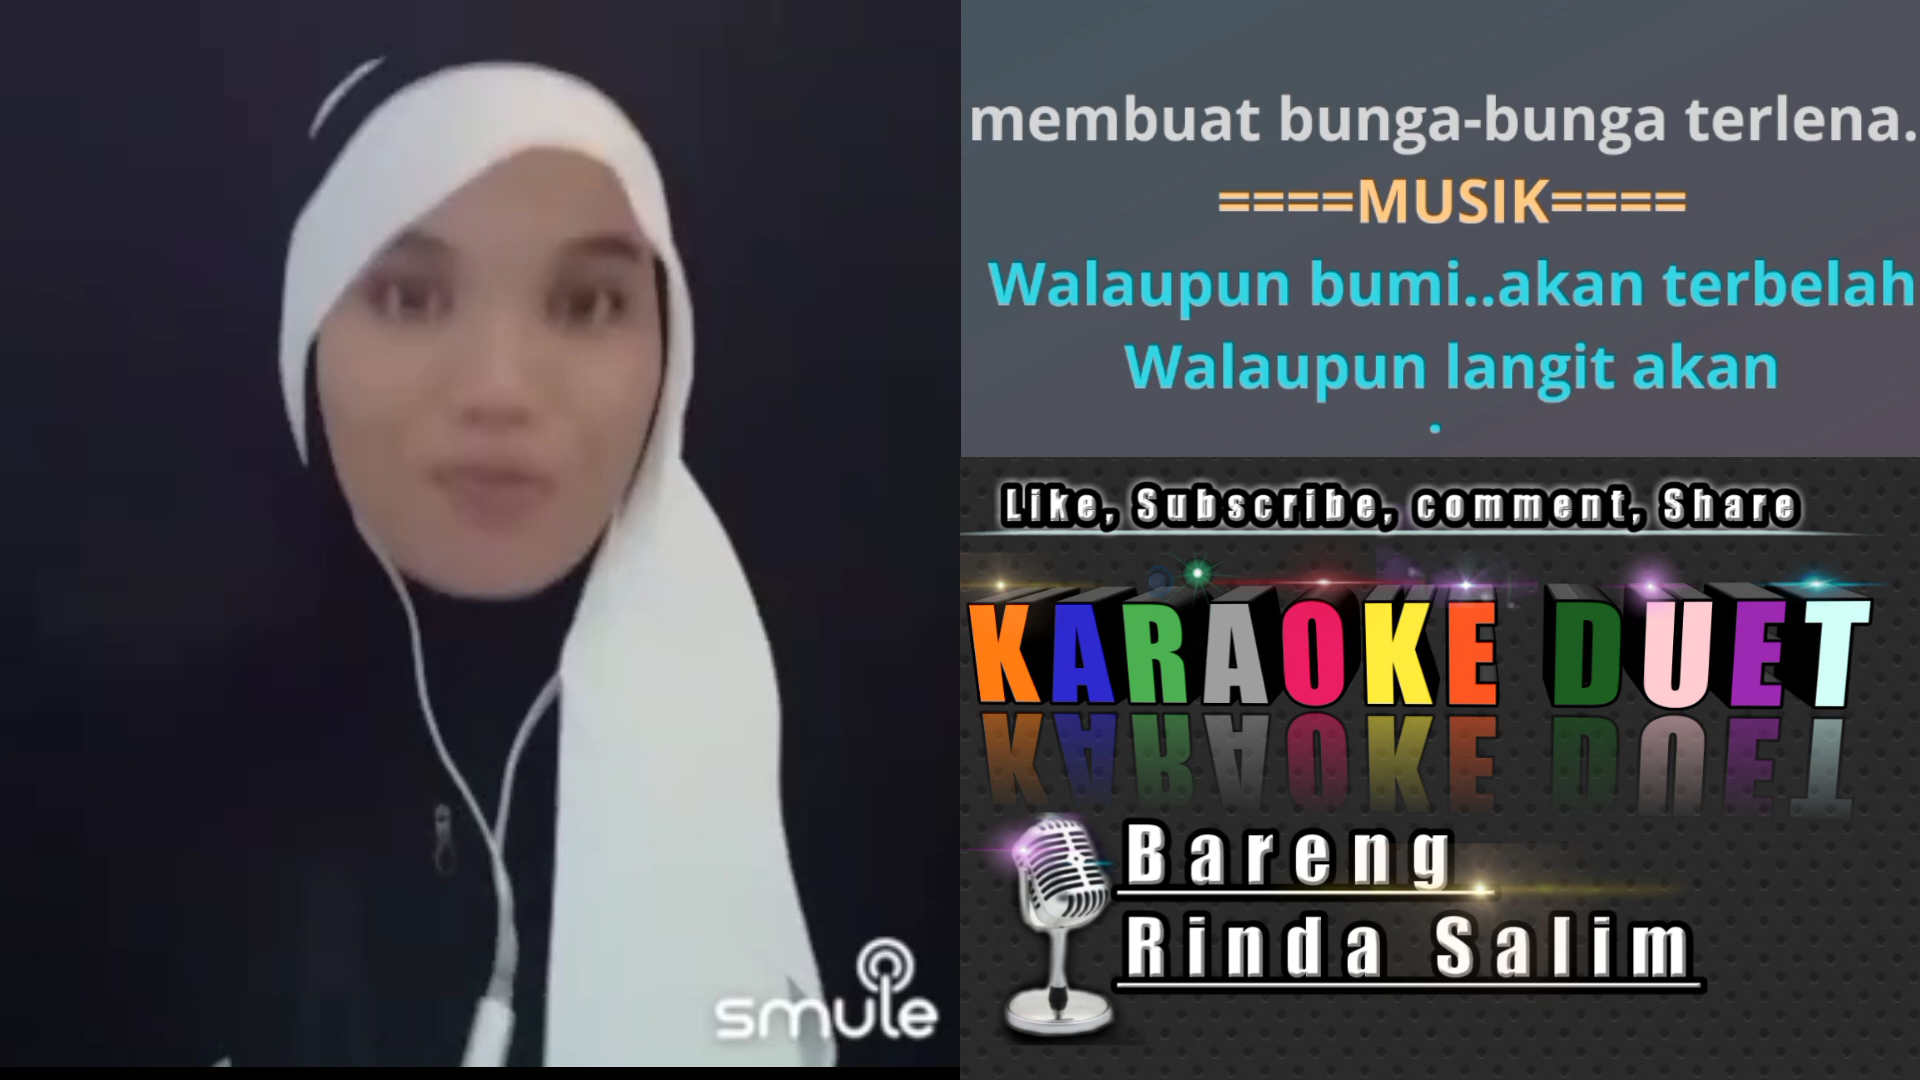 membuat bunga-bunga terlena.
====MUSIK====
Walaupun bumi..akan terbelah
Walaupun langit akan
.
Like, Subscribe, comment, Share
KARAOKE DUET
Bareng
Rinda Salim
smule